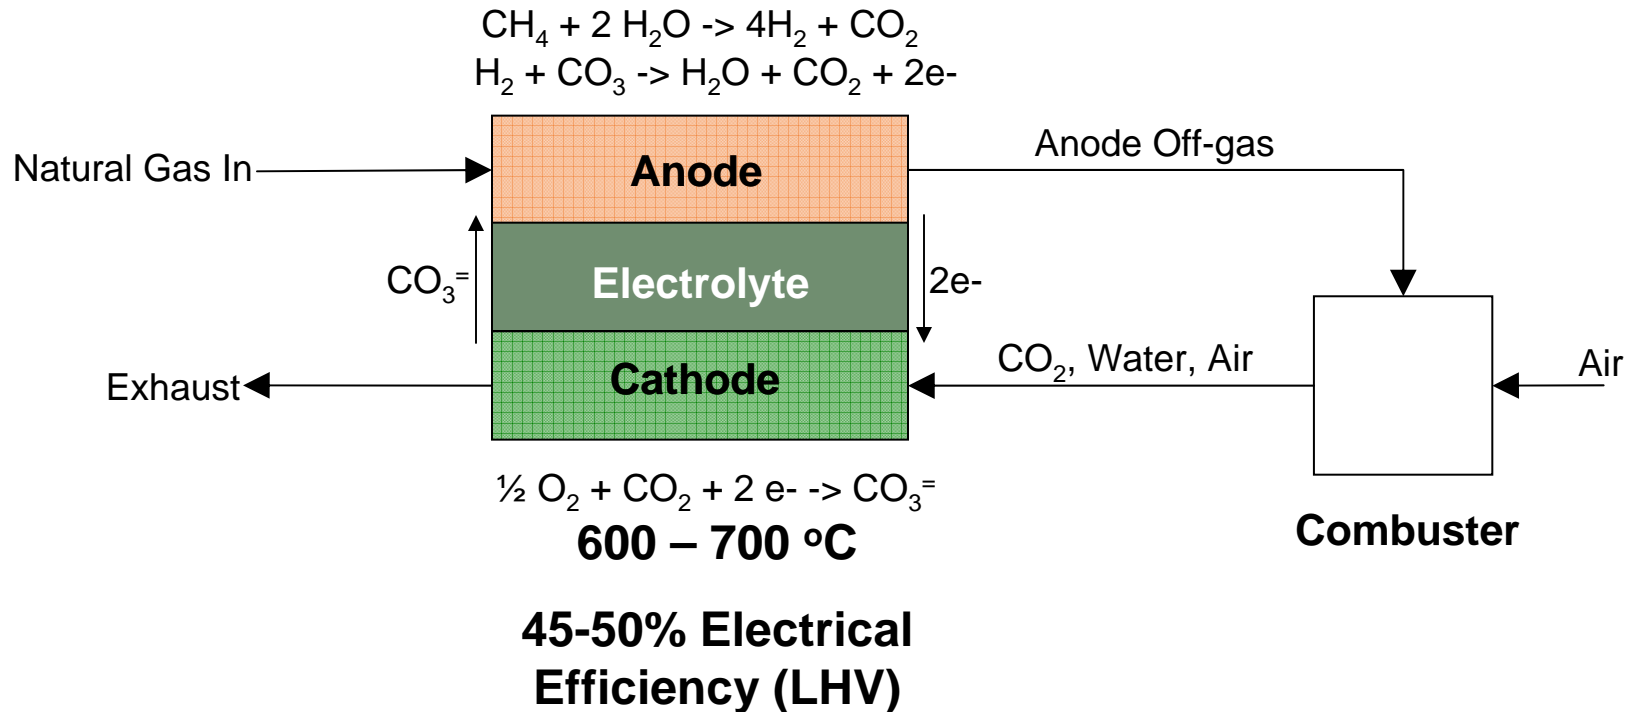 CH₄ + 2 H₂O -> 4H₂ + CO₂
H₂ + CO₃ -> H₂O + CO₂ + 2e-
Natural Gas In
Anode
Anode Off-gas
CO₃⁼
Electrolyte
2e-
Exhaust
Cathode
CO₂, Water, Air
Air
½ O₂ + CO₂ + 2 e- -> CO₃⁼
600 – 700 ºC
Combuster
45-50% Electrical
Efficiency (LHV)